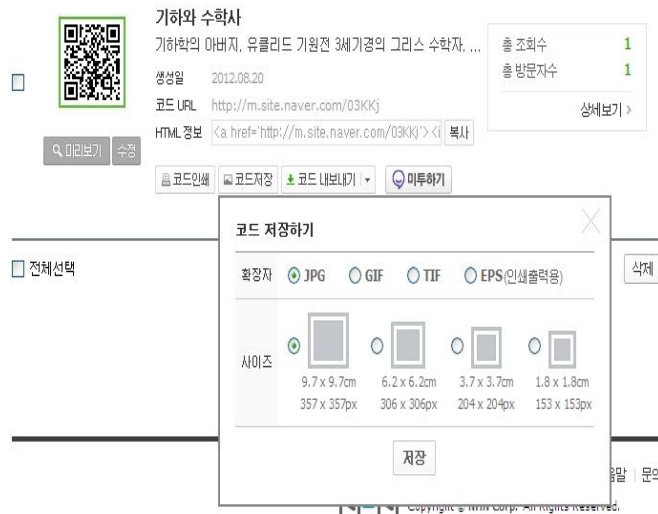 기하와 수학사
기하학의 아버지, 유클리드 기원전 3세기경의 그리스 수학자, ...
생성일 2012.08.20
코드 URL http://m.site.naver.com/03KKj
HTML 정보 <a href='http://m.site.naver.com/03KKj'><i 복사
총 조회수 1
총 방문자수 1
상세보기 >
미리보기 수정
코드인쇄 코드저장 코드 내보내기 미투하기
전체선택
삭제
코드 저장하기
확장자 JPG GIF TIF EPS(인쇄출력용)
사이즈
9.7 x 9.7cm 6.2 x 6.2cm 3.7 x 3.7cm 1.8 x 1.8cm
357 x 357px 306 x 306px 204 x 204px 153 x 153px
저장
Copyright © NHN Corp. All Rights Reserved.